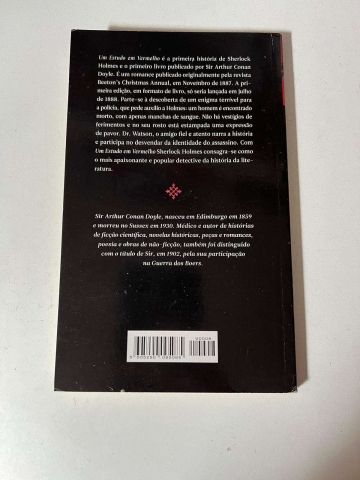 Um Estudo em Vermelho é a primeira história de Sherlock
Holmes e o primeiro livro publicado por Sir Arthur Conan
Doyle. É um romance publicado originalmente pela revista
Beeton's Christmas Annual, em Novembro de 1887. A pri-
meira edição, em formato de livro, só seria lançada em Julho
de 1888. Parte-se à descoberta de um enigma terrível para
a polícia, que pede auxílio a Holmes: um homem é encontrado
morto, com apenas manchas de sangue. Não há vestígios de
ferimentos e no seu rosto está estampada uma expressão
de pavor. Dr. Watson, o amigo fiel e atento narra a história
e participa no desvendar da identidade do assassino. Com
Um Estudo em Vermelho Sherlock Holmes consagra-se como
o mais apaixonante e popular detective da história da lite-
ratura.
Sir Arthur Conan Doyle, nasceu em Edimburgo em 1859
e morreu no Sussex em 1930. Médico e autor de histórias
de ficção científica, novelas históricas, peças e romances,
poesia e obras de não-ficção, também foi distinguido
com o título de Sir, em 1902, pela sua participação
na Guerra dos Boers.
00008